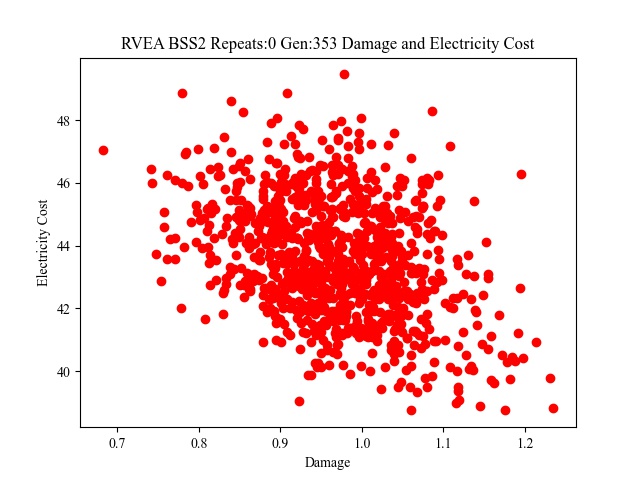 RVEA BSS2 Repeats:0 Gen:353 Damage and Electricity Cost
48
46
44
42
40
Electricity Cost
0.7 0.8 0.9 1.0 1.1 1.2
Damage